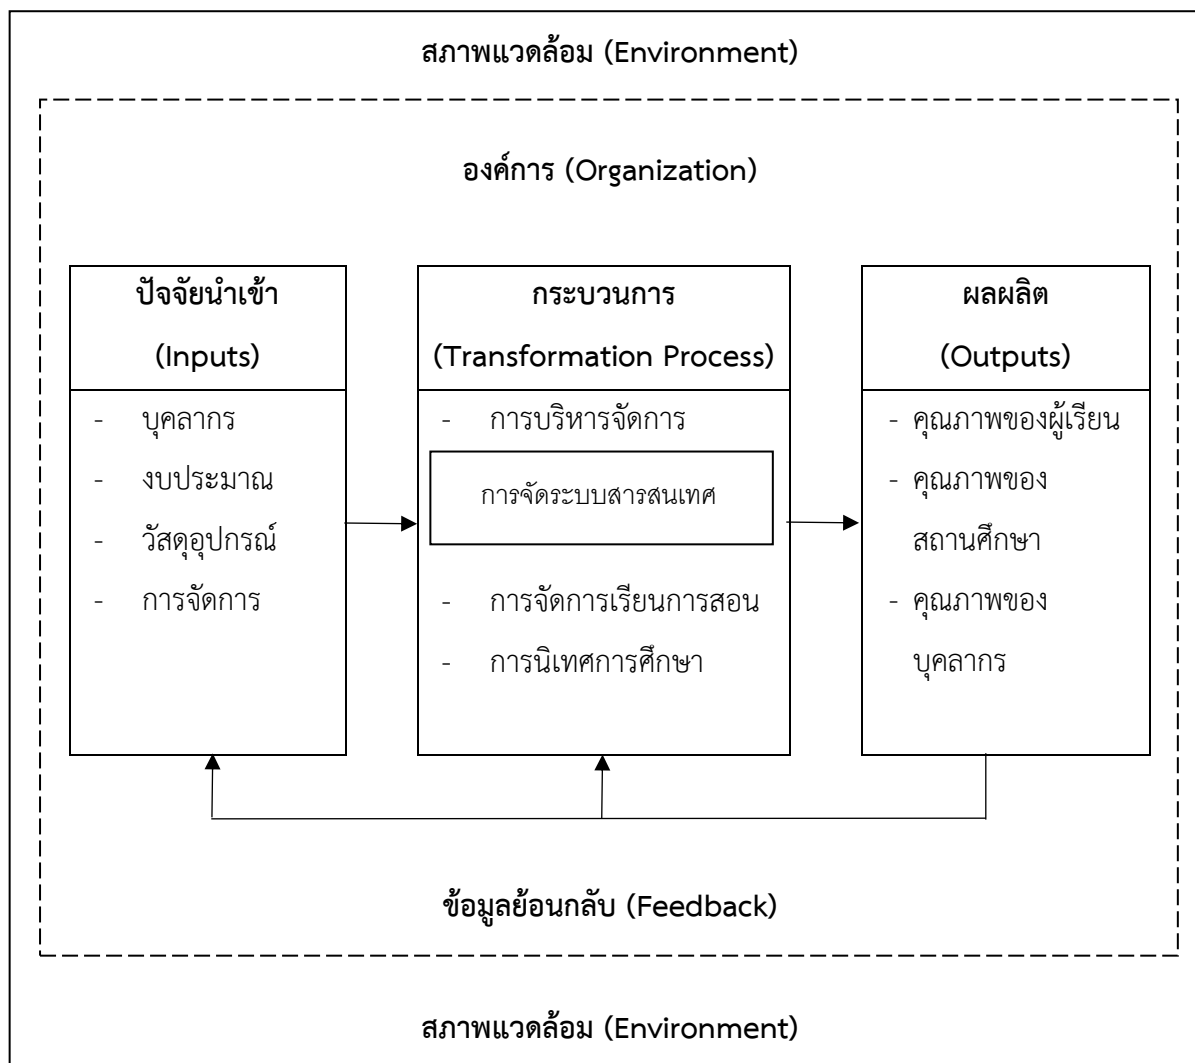 สภาพแวดล้อม (Environment)
องค์การ (Organization)
ปัจจัยนำเข้า
(Inputs)
- บุคลากร
- งบประมาณ
- วัสดุอุปกรณ์
- การจัดการ
กระบวนการ
(Transformation Process)
- การบริหารจัดการ
การจัดระบบสารสนเทศ
- การจัดการเรียนการสอน
- การนิเทศการศึกษา
ผลผลิต
(Outputs)
- คุณภาพของผู้เรียน
- คุณภาพของ
สถานศึกษา
- คุณภาพของ
บุคลากร
ข้อมูลย้อนกลับ (Feedback)
สภาพแวดล้อม (Environment)